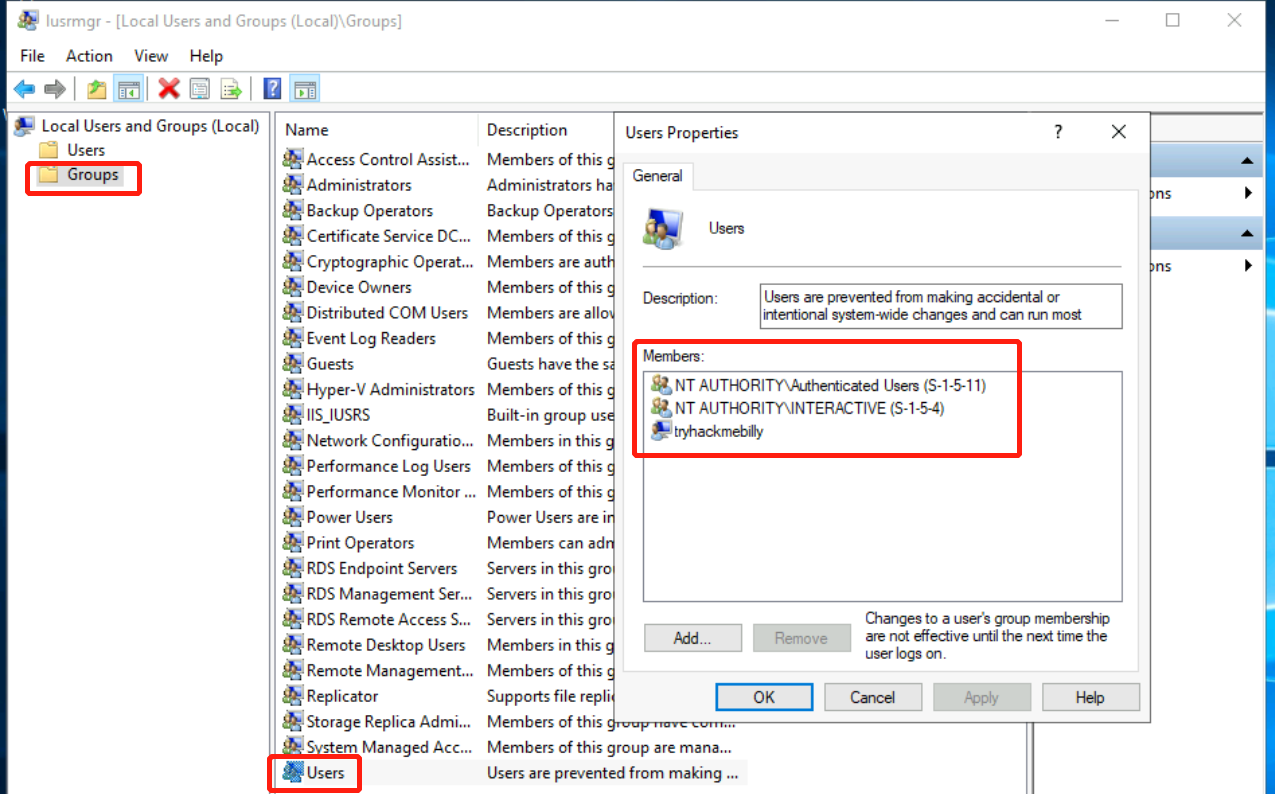 lusrmgr - [Local Users and Groups (Local)\Groups]
File Action View Help
Local Users and Groups (Local)
Users
Groups
Name Description
Access Control Assist... Members of this g
Administrators Administrators ha
Backup Operators Backup Operators
Certificate Service DC... Members of this g
Cryptographic Operat... Members are auth
Device Owners Members of this g
Distributed COM Users Members are allow
Event Log Readers Members of this g
Guests Guests have the sa
Hyper-V Administrators Members of this g
IIS_IUSRS Built-in group use
Network Configuratio... Members in this g
Performance Log Users Members of this g
Performance Monitor ... Members of this g
Power Users Power Users are in
Print Operators Members can adm
RDS Endpoint Servers Servers in this grou
RDS Management Ser... Servers in this grou
RDS Remote Access S... Servers in this grou
Remote Desktop Users Members in this g
Remote Management... Members of this g
Replicator Supports file replic
Storage Replica Admi... Members of this group have com...
System Managed Acc... Members of this group are mana...
Users Users are prevented from making ...
Users Properties ?
General
Users
Description: Users are prevented from making accidental or
intentional system-wide changes and can run most
Members:
NT AUTHORITY\Authenticated Users (S-1-5-11)
NT AUTHORITY\INTERACTIVE (S-1-5-4)
tryhackmebilly
Add... Remove
Changes to a user's group membership
are not effective until the next time the
user logs on.
OK Cancel Apply Help
ons
ons